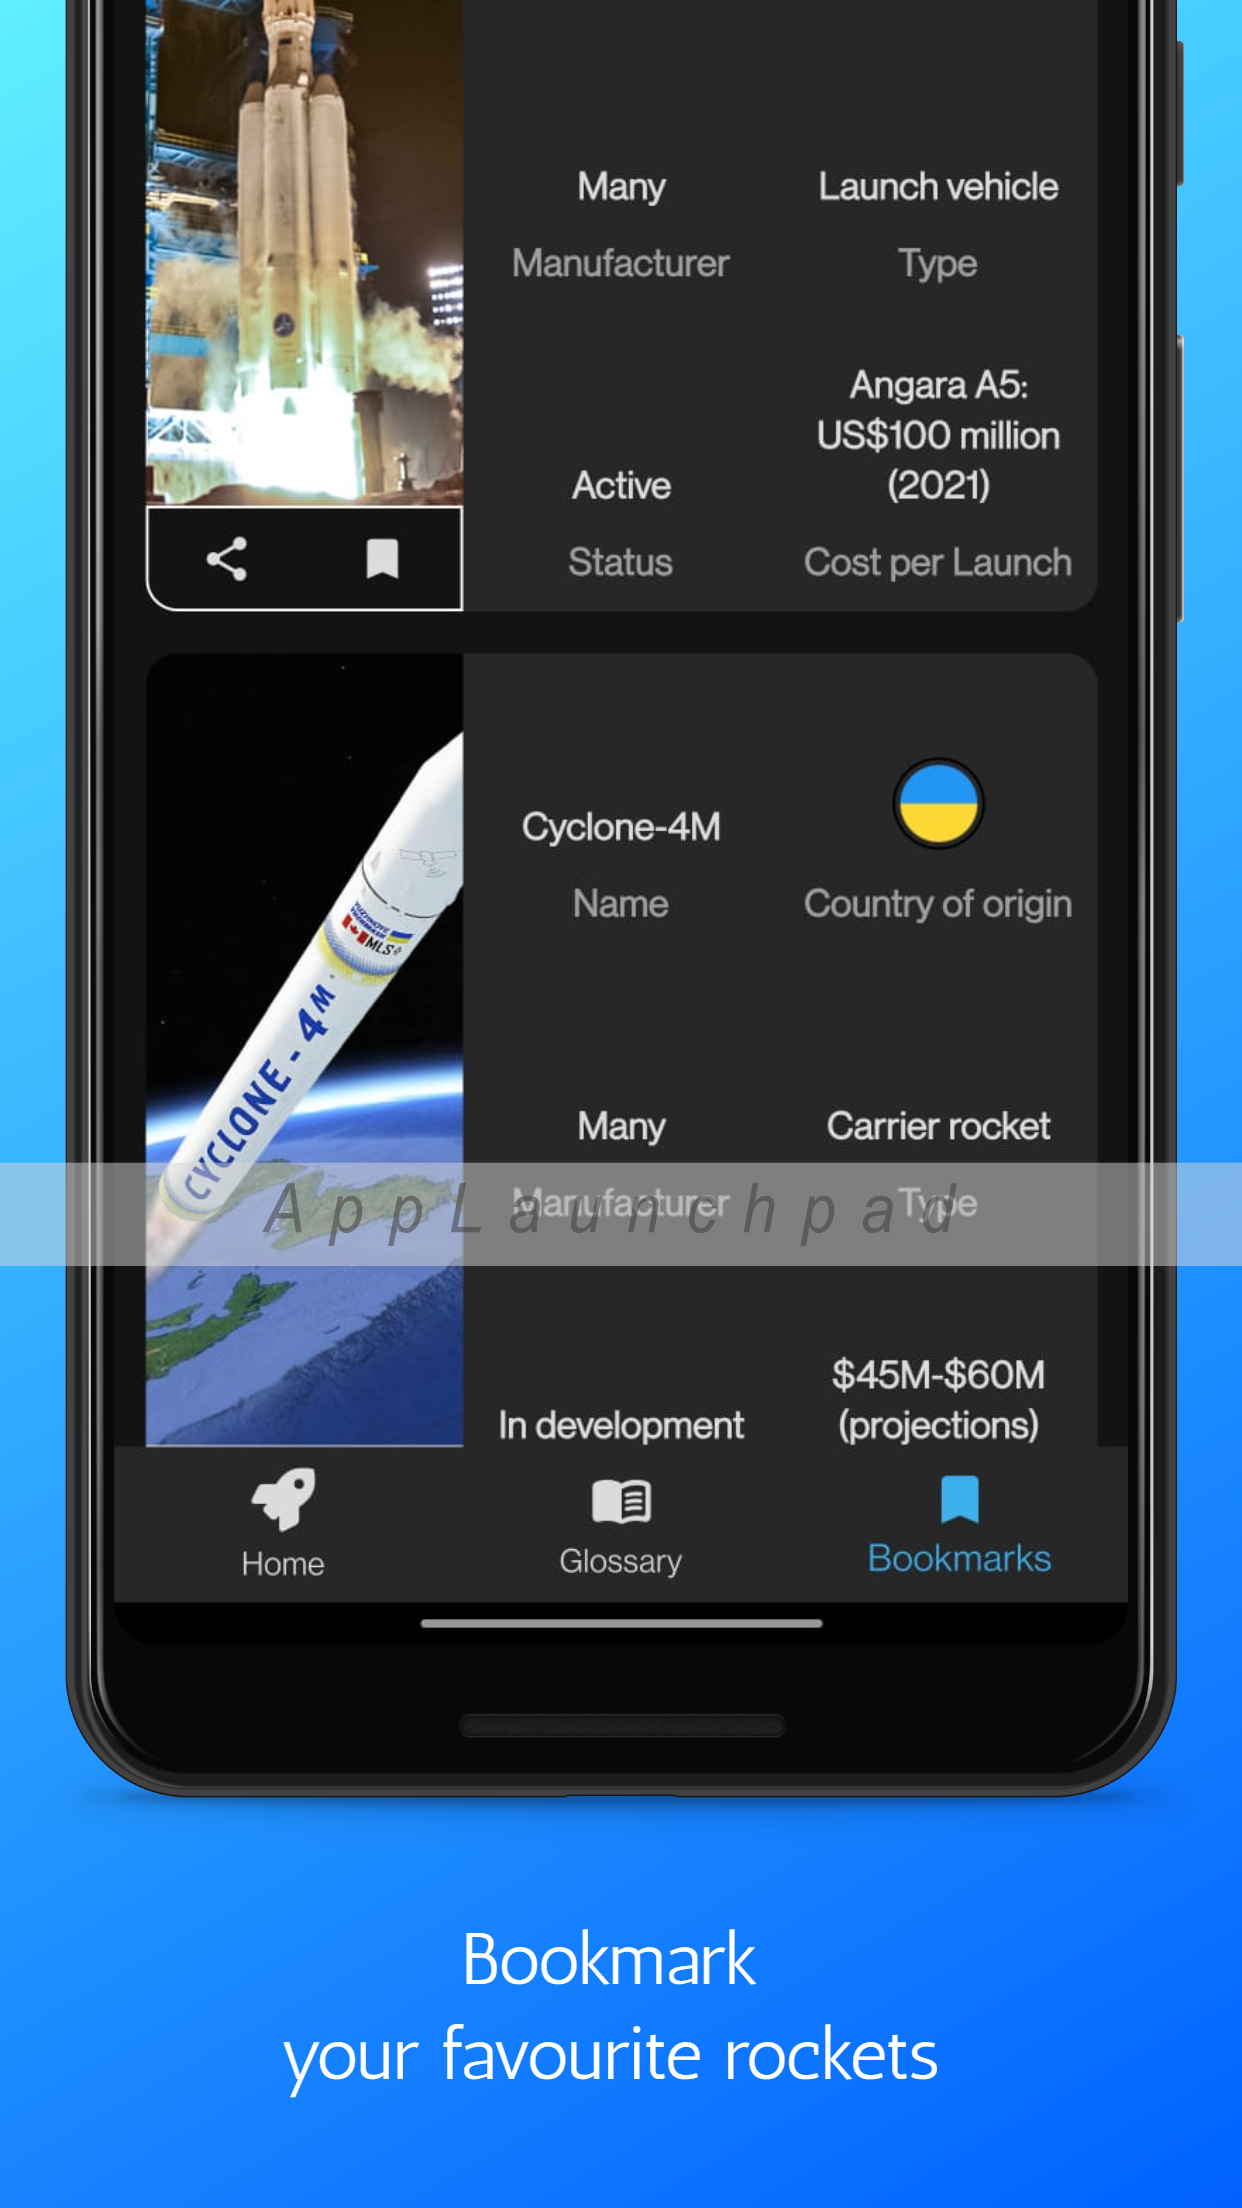 Many
Launch vehicle
Manufacturer
Type
Angara A5:
US$100 million
(2021)
Active
Status
Cost per Launch
Cyclone-4M
Name
Country of origin
YUZHNOYE
MLS
CYCLONE - 4M
Many
Carrier rocket
Manufacturer
Type
AppLaunchpad
$45M-$60M
(projections)
In development
Home
Glossary
Bookmarks
Bookmark
your favourite rockets